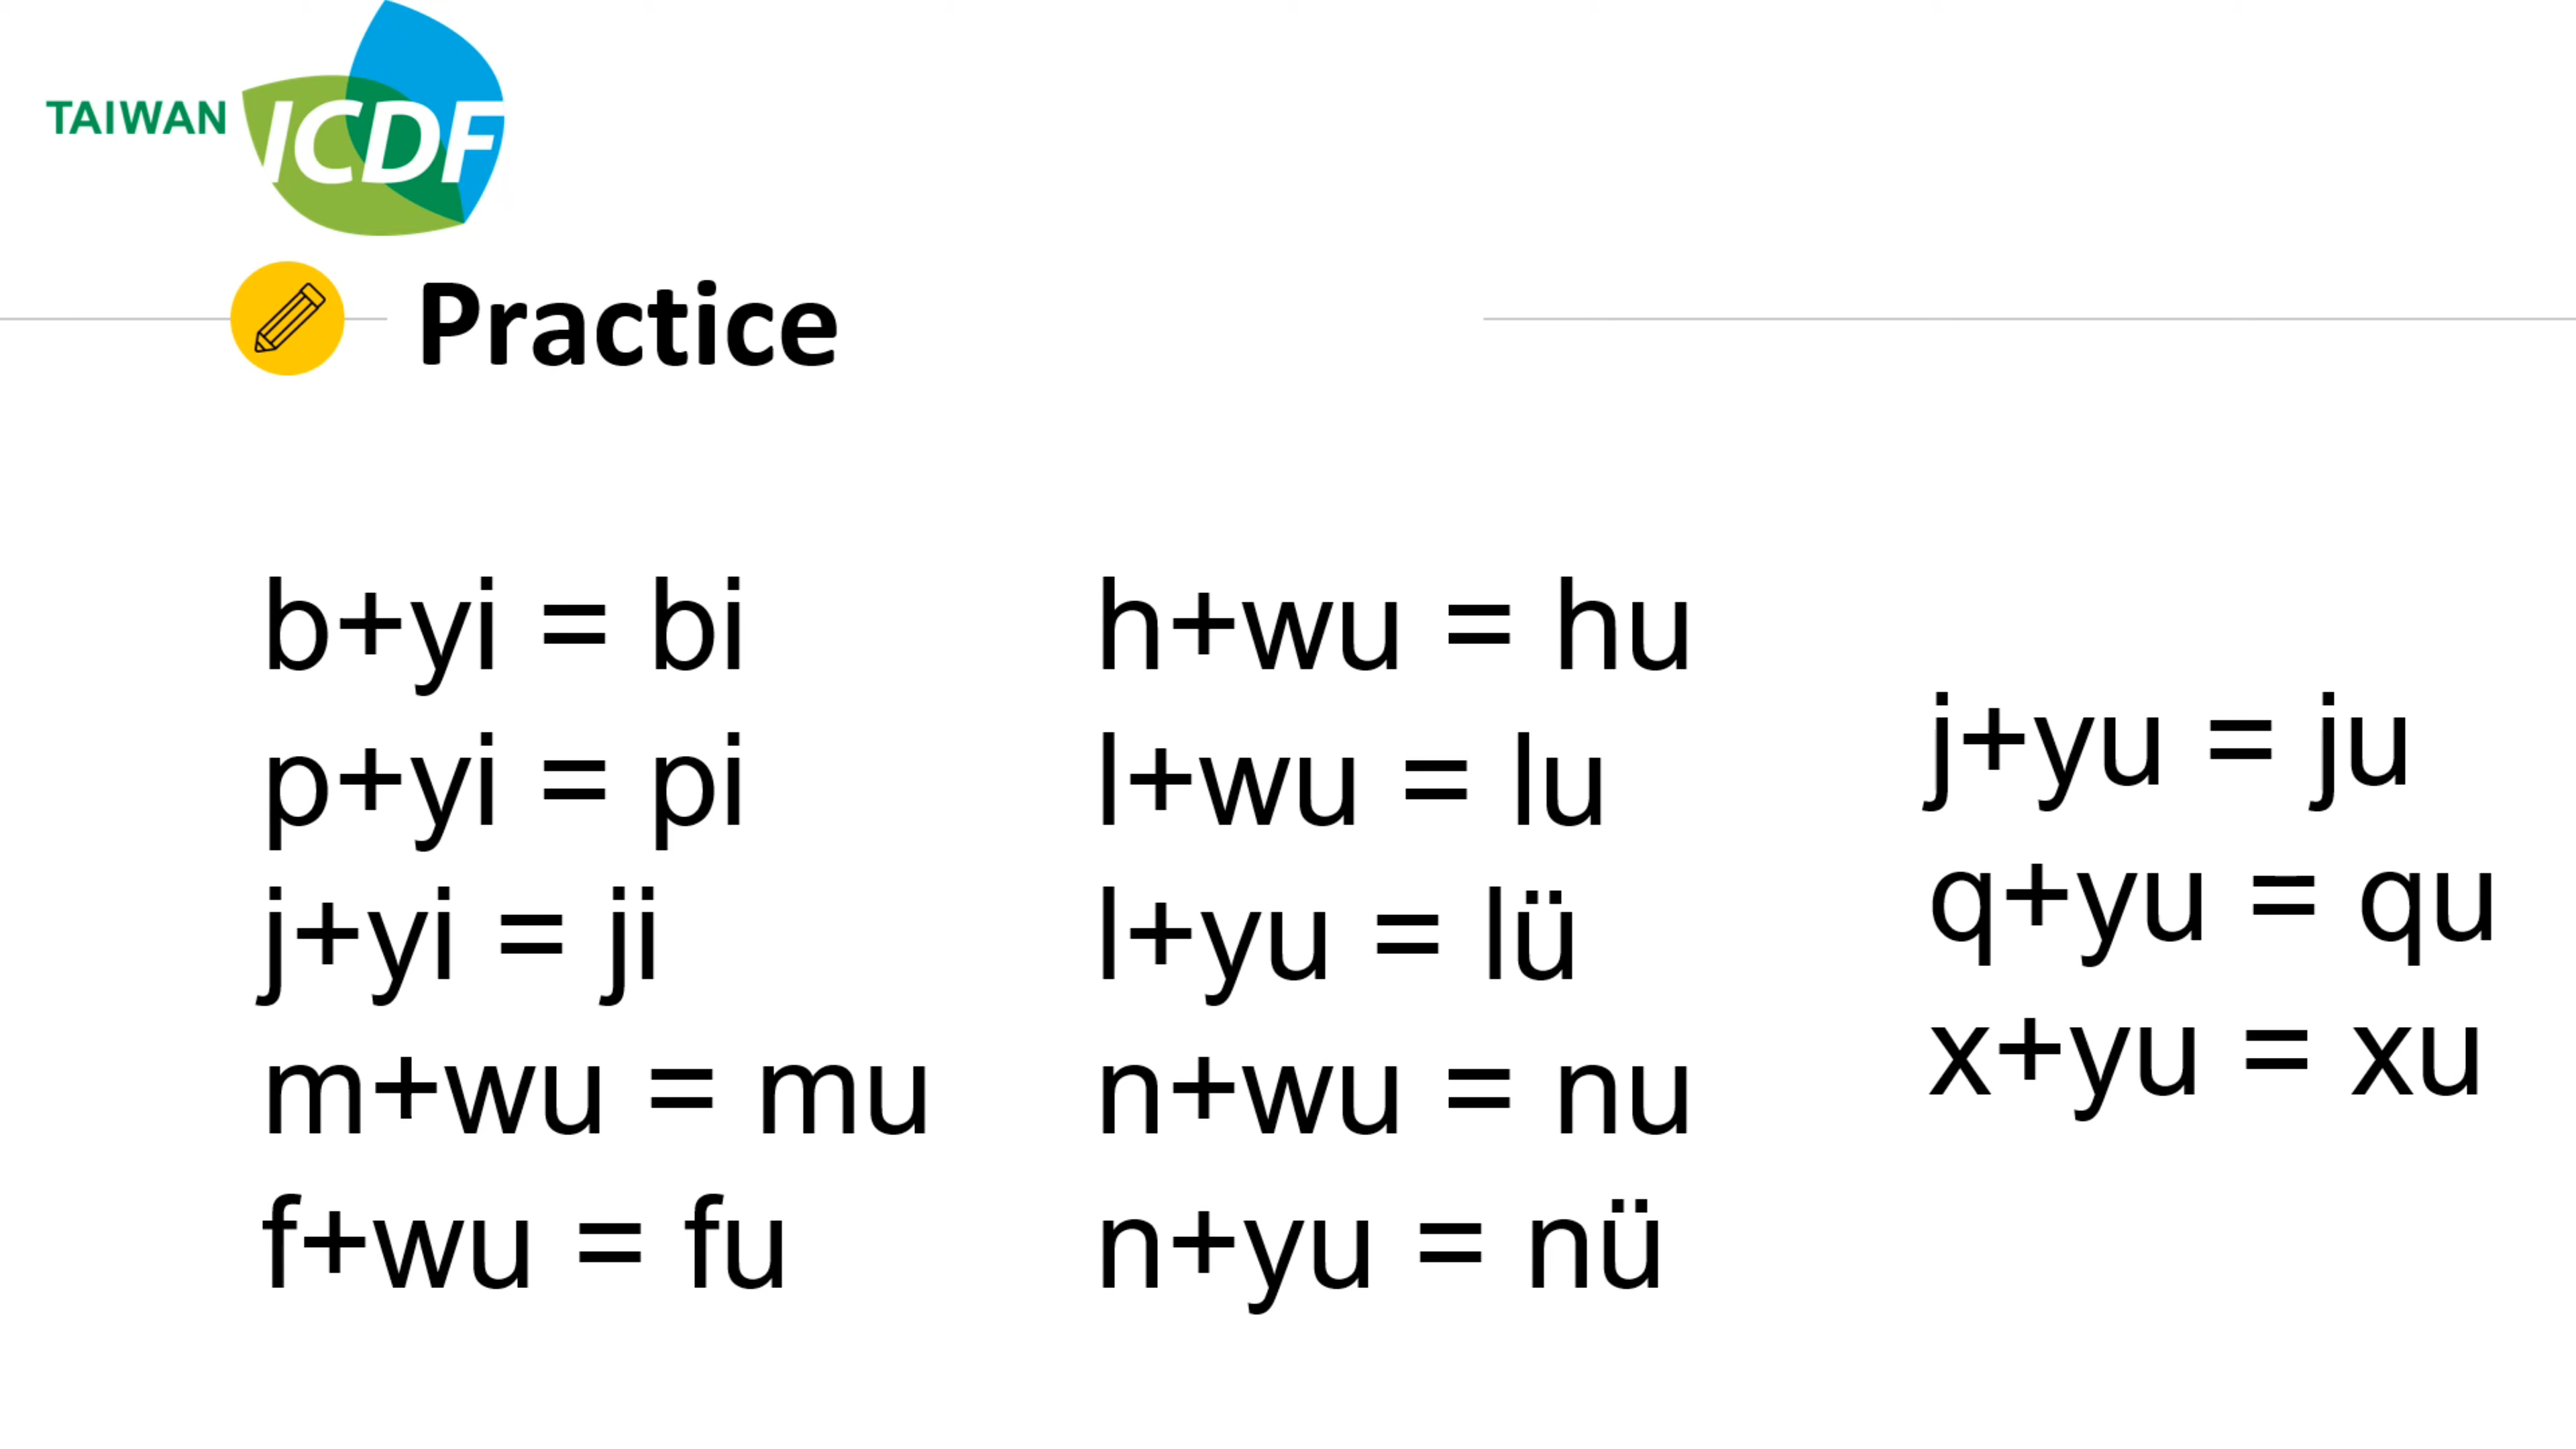 TAIWAN ICDF
Practice
b+yi = bi
p+yi = pi
j+yi = ji
m+wu = mu
f+wu = fu
h+wu = hu
l+wu = lu
l+yu = lü
n+wu = nu
n+yu = nü
j+yu = ju
q+yu = qu
x+yu = xu